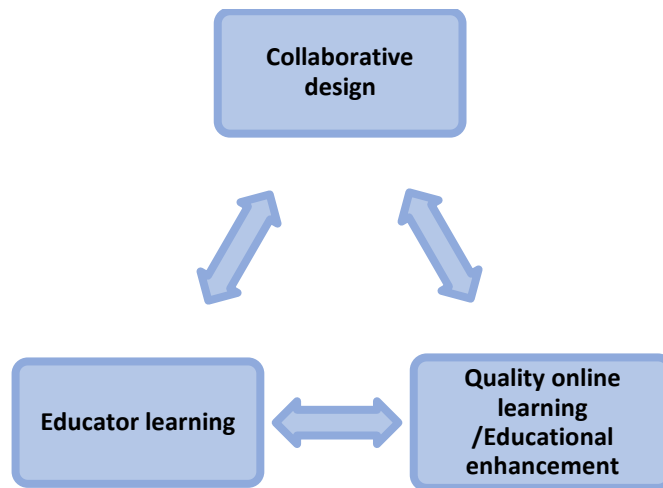 Collaborative
design
Educator learning
Quality online
learning
/Educational
enhancement